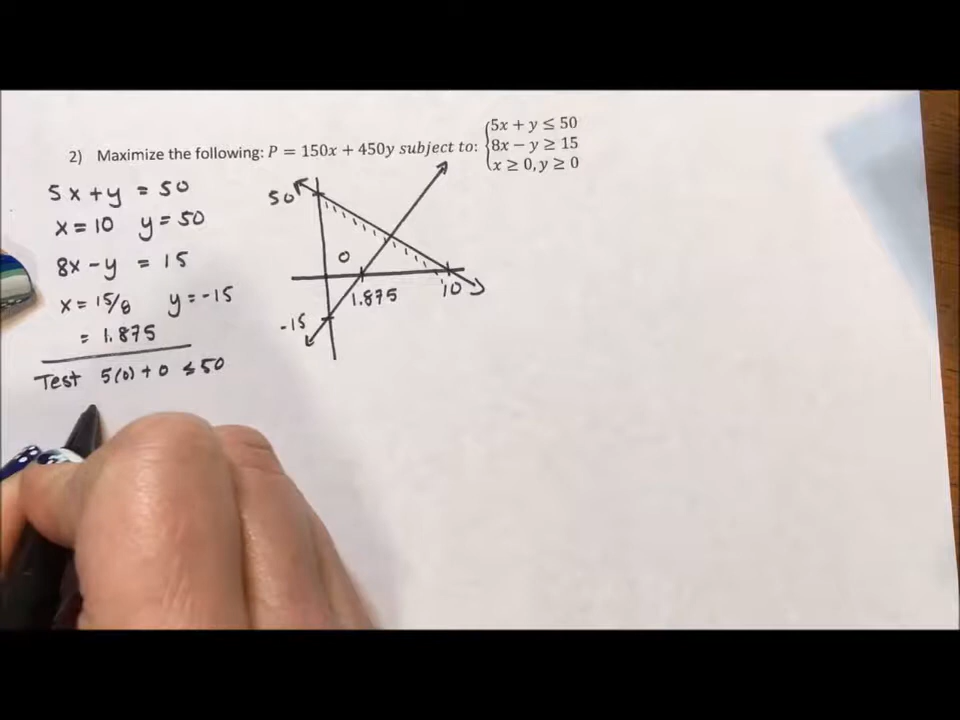 2) Maximize the following: P = 150x + 450y subject to: {5x + y ≤ 50
8x − y ≥ 15
x ≥ 0, y ≥ 0
5x + y = 50
x = 10 y = 50
8x − y = 15
x = 15/8 y = -15
= 1.875
Test 5(0) + 0 ≤ 50
50
0
1.875
10
-15